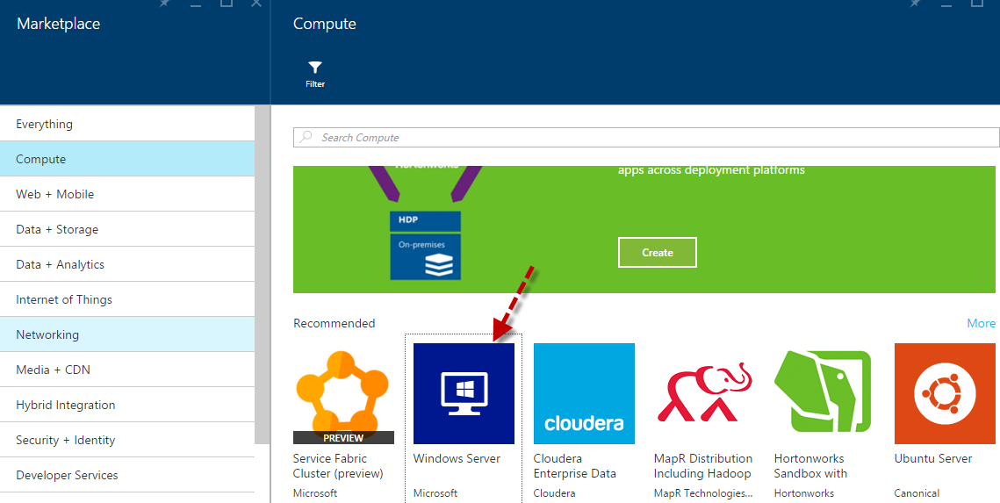 Marketplace
Compute
Filter
Everything
Compute
Web + Mobile
Data + Storage
Data + Analytics
Internet of Things
Networking
Media + CDN
Hybrid Integration
Security + Identity
Developer Services
Search Compute
Hortonworks
apps across deployment platforms
HDP
On-premises
Create
Recommended
More
PREVIEW
cloudera
Service Fabric
Cluster (preview)
Microsoft
Windows Server
Microsoft
Cloudera
Enterprise Data
Cloudera
MapR Distribution
Including Hadoop
MapR Technologies...
Hortonworks
Sandbox with
Hortonworks
Ubuntu Server
Canonical